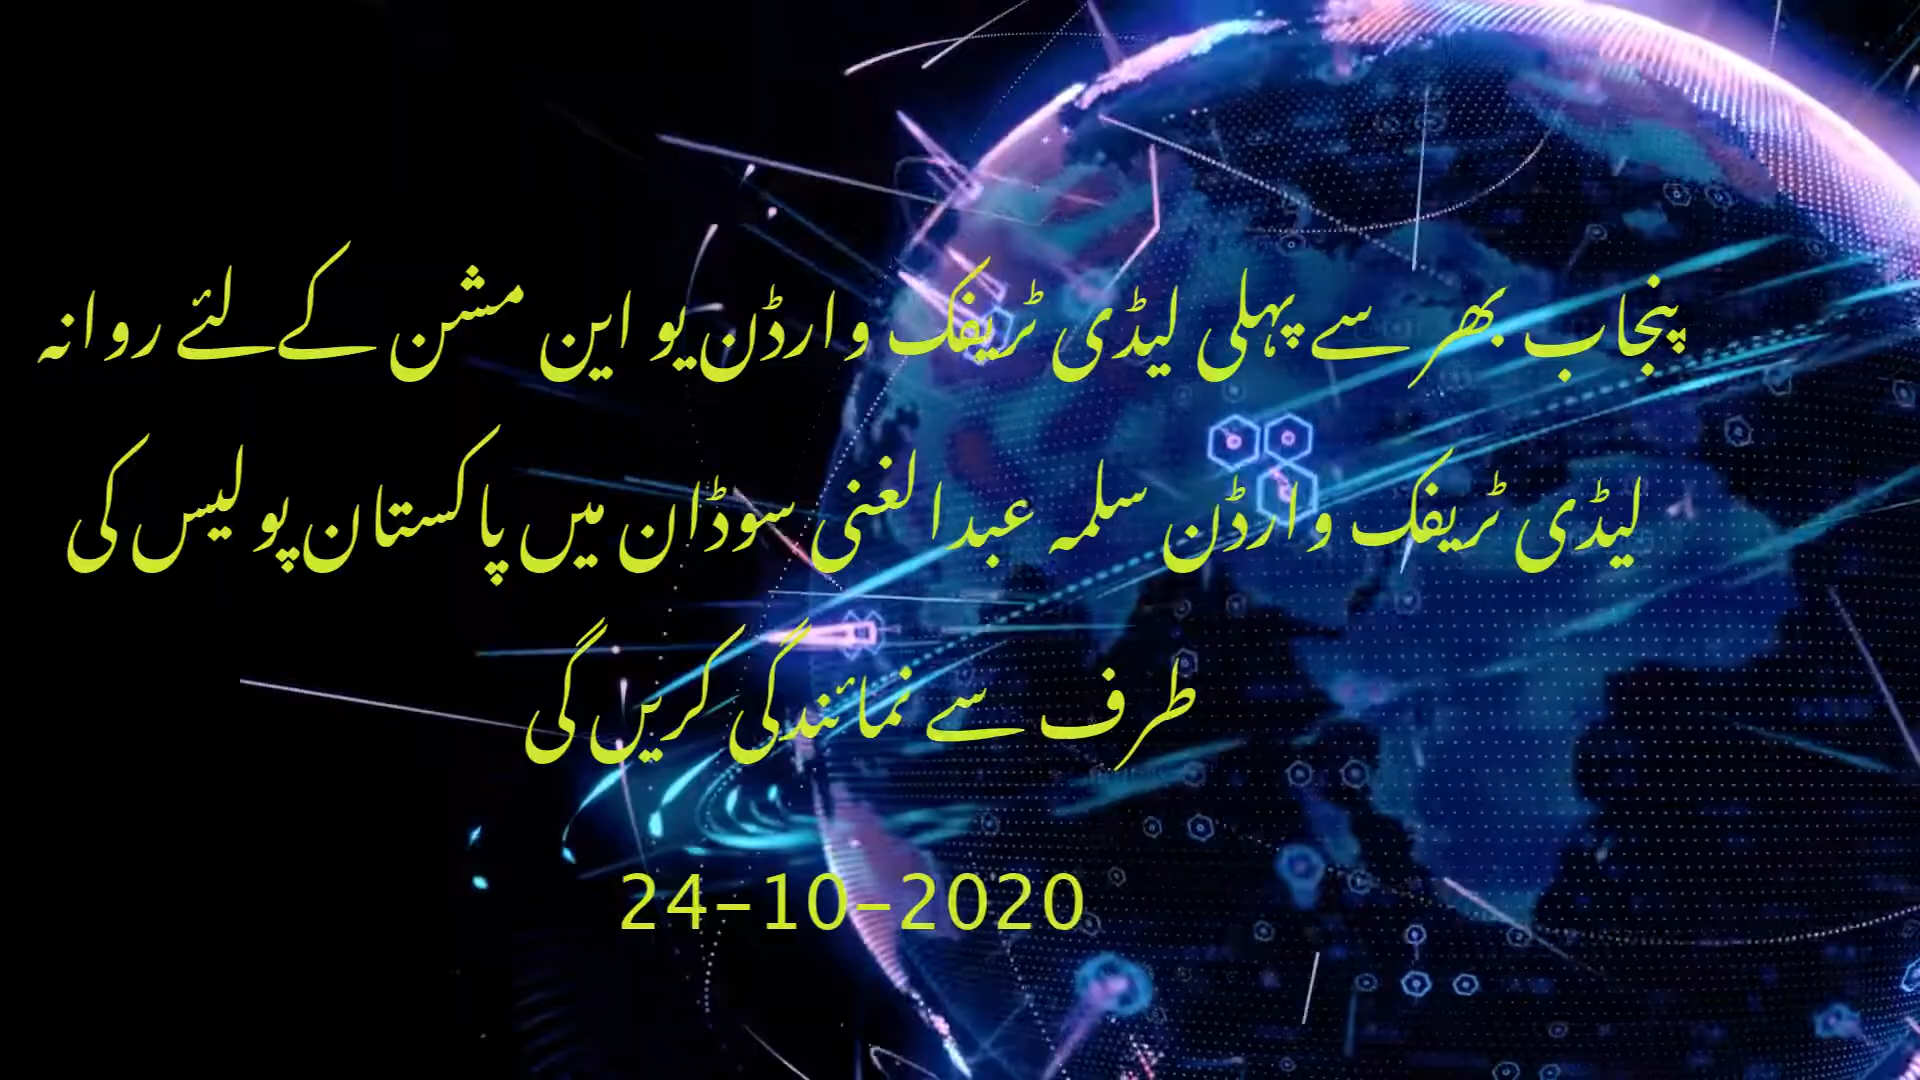 پنجاب بھر سے پہلی لیڈی ٹریفک وارڈن یو این مشن کے لئے روانہ
لیڈی ٹریفک وارڈن سلمہ عبدالغنی سوڈان میں پاکستان پولیس کی
طرف سے نمائندگی کریں گی
24-10-2020